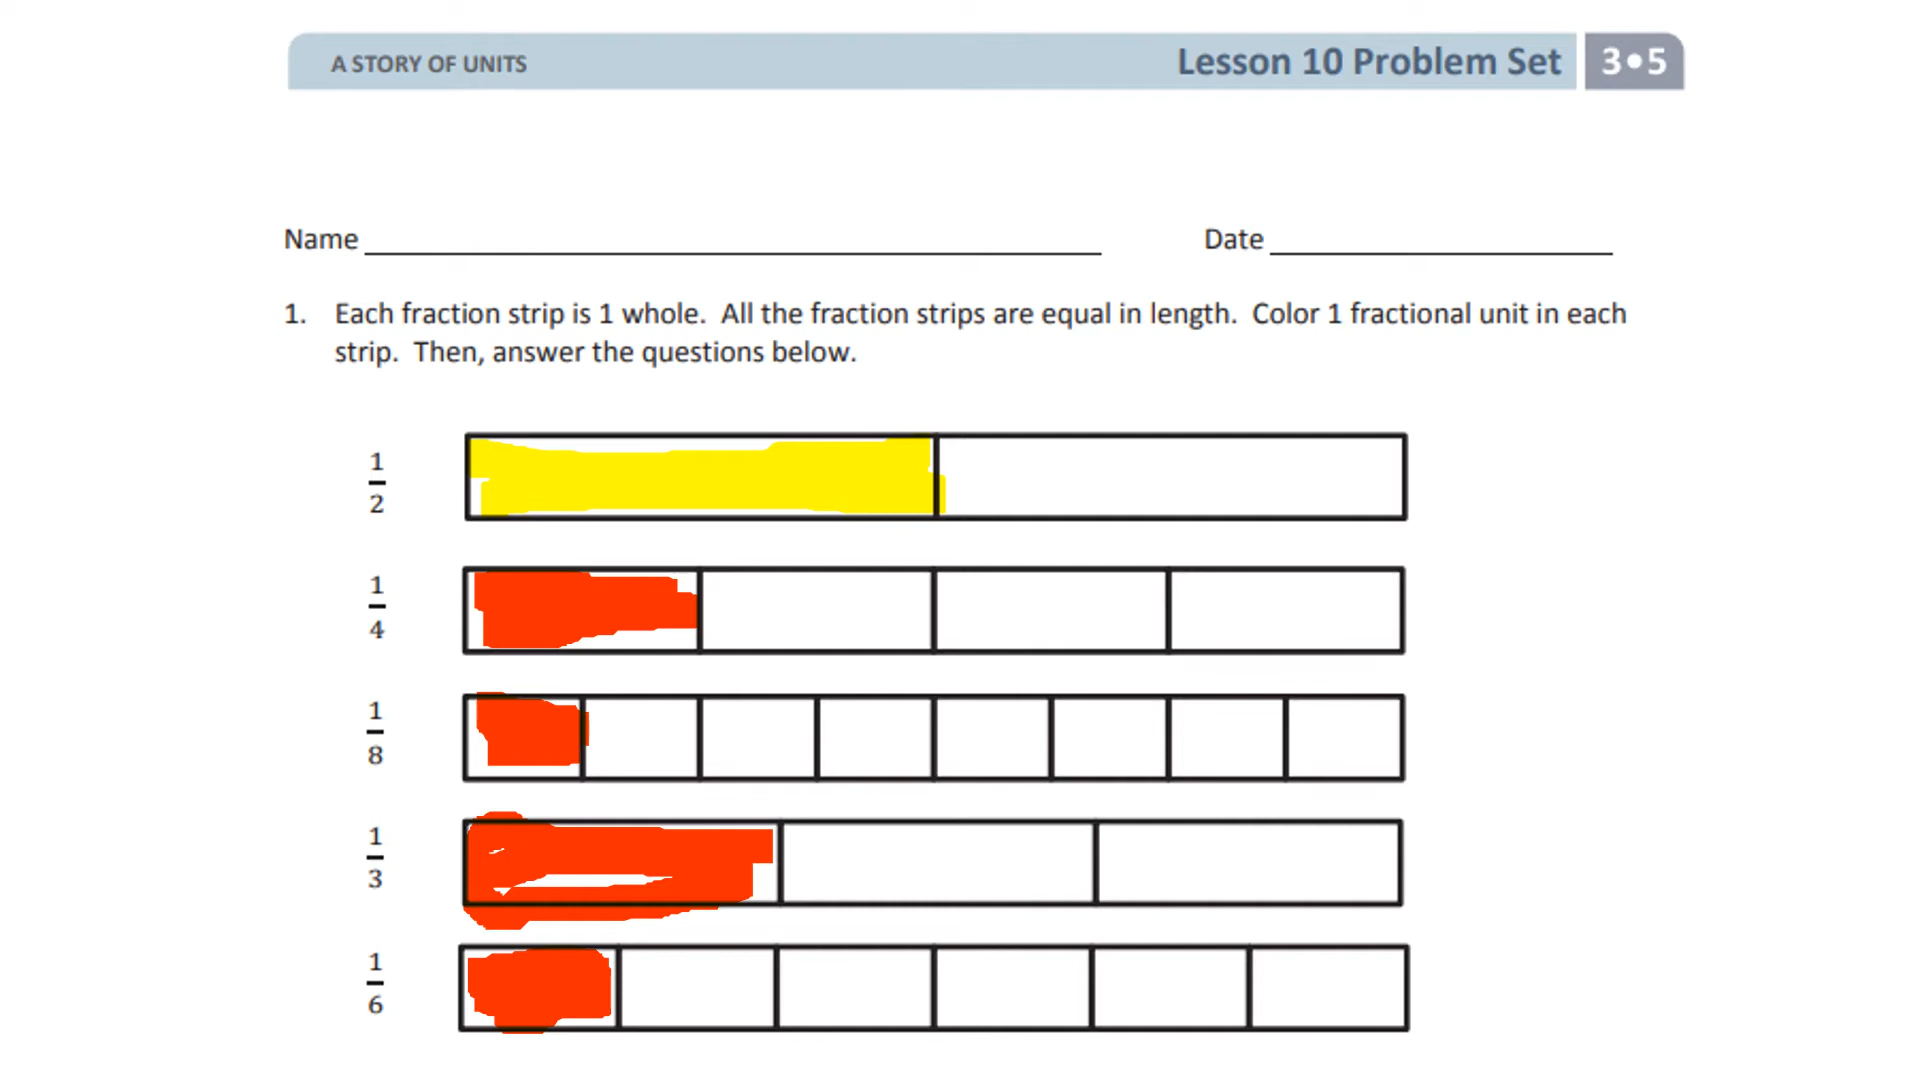 A STORY OF UNITS
Lesson 10 Problem Set
3•5
Name
Date
1. Each fraction strip is 1 whole. All the fraction strips are equal in length. Color 1 fractional unit in each
strip. Then, answer the questions below.
1
2
1
4
1
8
1
3
1
6